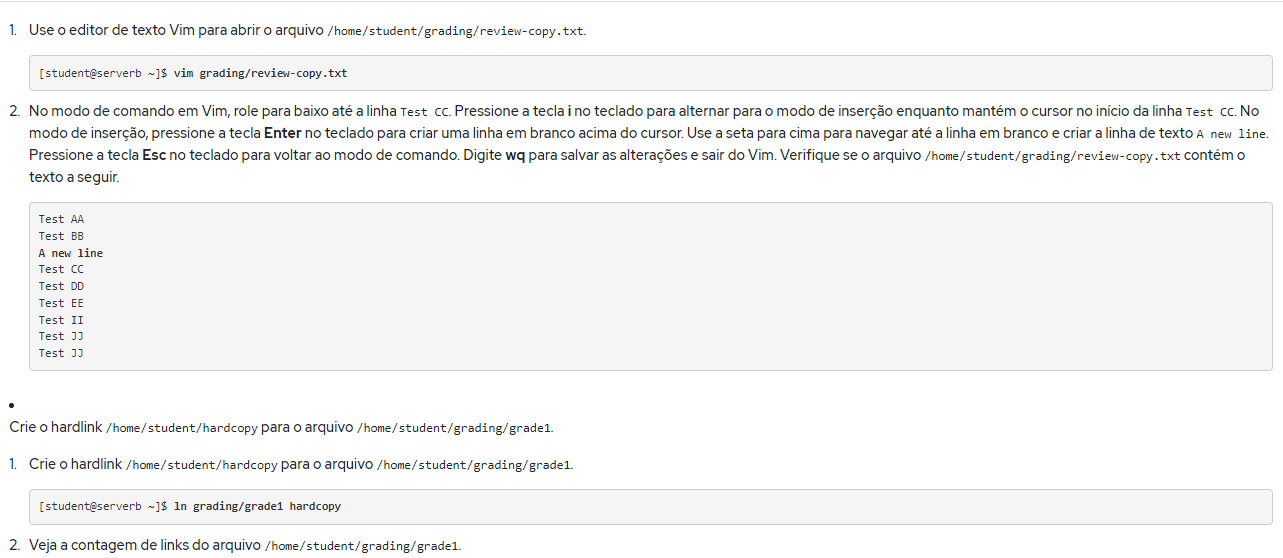 1. Use o editor de texto Vim para abrir o arquivo /home/student/grading/review-copy.txt.
[student@serverb ~]$ vim grading/review-copy.txt
2. No modo de comando em Vim, role para baixo até a linha Test CC. Pressione a tecla i no teclado para alternar para o modo de inserção enquanto mantém o cursor no início da linha Test CC. No
modo de inserção, pressione a tecla Enter no teclado para criar uma linha em branco acima do cursor. Use a seta para cima para navegar até a linha em branco e criar a linha de texto A new line.
Pressione a tecla Esc no teclado para voltar ao modo de comando. Digite wq para salvar as alterações e sair do Vim. Verifique se o arquivo /home/student/grading/review-copy.txt contém o
texto a seguir.
Test AA
Test BB
A new line
Test CC
Test DD
Test EE
Test II
Test JJ
Test JJ
•
Crie o hardlink /home/student/hardcopy para o arquivo /home/student/grading/grade1.
1. Crie o hardlink /home/student/hardcopy para o arquivo /home/student/grading/grade1.
[student@serverb ~]$ ln grading/grade1 hardcopy
2. Veja a contagem de links do arquivo /home/student/grading/grade1.